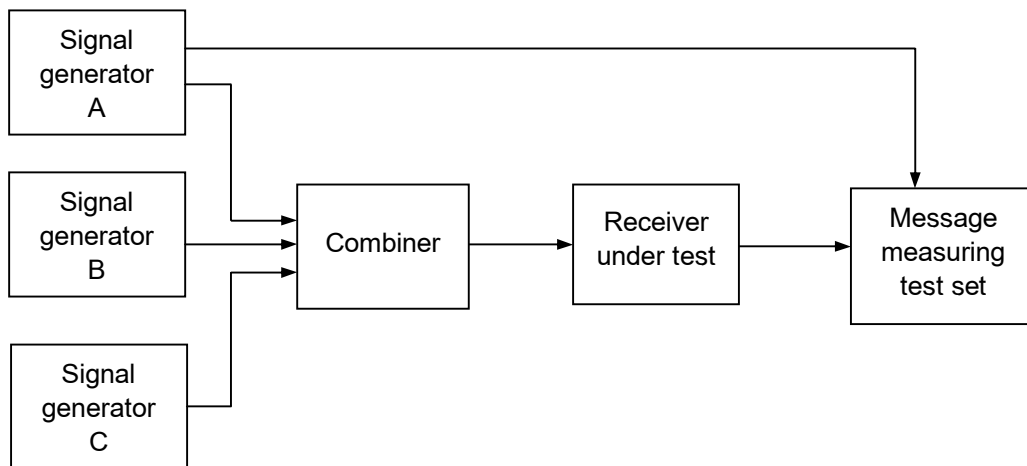 Signal
generator
A
Signal
generator
B
Signal
generator
C
Combiner
Receiver
under test
Message
measuring
test set